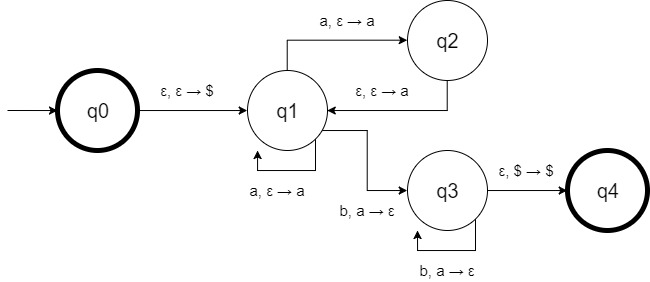 a, ε → a
q2
ε, ε → $
ε, ε → a
q0
q1
a, ε → a
b, a → ε
q3
ε, $ → $
q4
b, a → ε